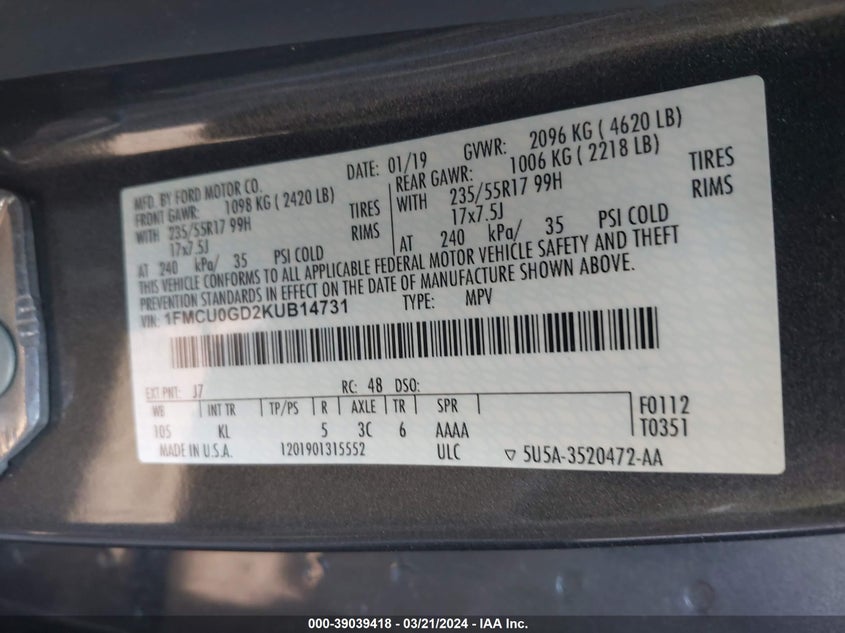 MFD. BY FORD MOTOR CO. DATE: 01/19 GVWR: 2096 KG ( 4620 LB)
FRONT GAWR: 1098 KG ( 2420 LB) REAR GAWR: 1006 KG ( 2218 LB)
WITH 235/55R17 99H TIRES WITH 235/55R17 99H TIRES
17x7.5J RIMS 17x7.5J RIMS
AT 240 kPa/ 35 PSI COLD AT 240 kPa/ 35 PSI COLD
THIS VEHICLE CONFORMS TO ALL APPLICABLE FEDERAL MOTOR VEHICLE SAFETY AND THEFT
PREVENTION STANDARDS IN EFFECT ON THE DATE OF MANUFACTURE SHOWN ABOVE.
VIN: 1FMCU0GD2KUB14731 TYPE: MPV
EXT PNT: J7 RC: 48 DSO:
WB INT TR TP/PS R AXLE TR SPR F0112
105 KL 5 3C 6 AAAA T0351
MADE IN U.S.A. 1201901315552 ULC ▽ 5U5A-3520472-AA
000-39039418 - 03/21/2024 - IAA Inc.